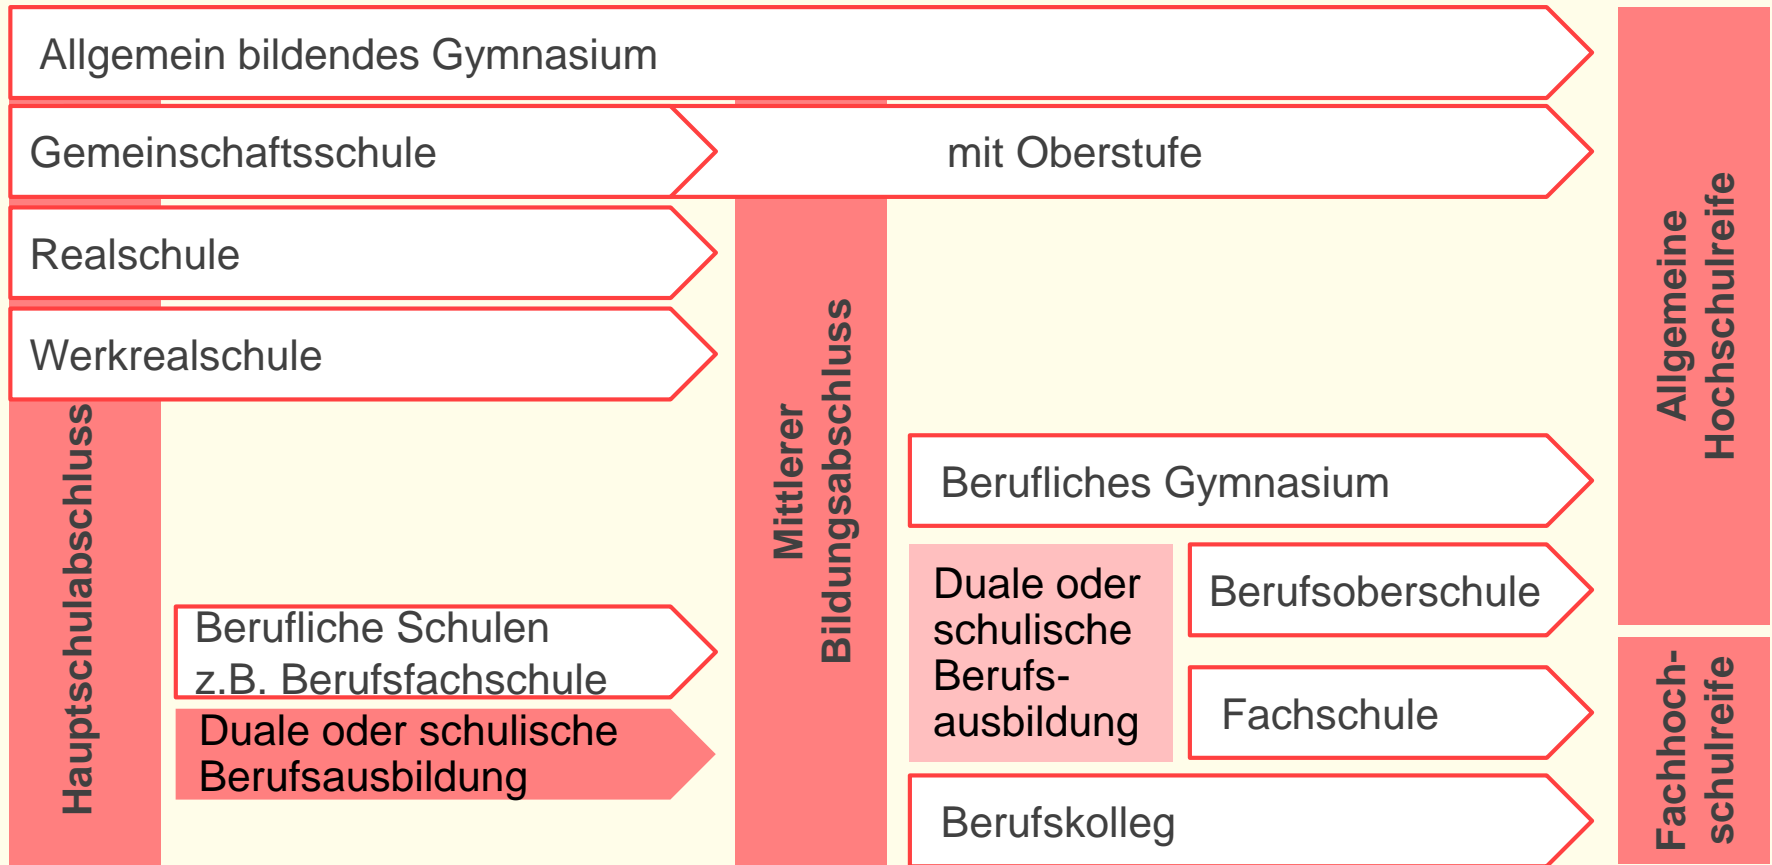 Allgemein bildendes Gymnasium
Gemeinschaftsschule
mit Oberstufe
Realschule
Werkrealschule
Hauptschulabschluss
Berufliche Schulen
z.B. Berufsfachschule
Duale oder schulische
Berufsausbildung
Mittlerer
Bildungsabschluss
Berufliches Gymnasium
Duale oder
schulische
Berufs-
ausbildung
Berufsoberschule
Fachschule
Berufskolleg
Allgemeine
Hochschulreife
Fachhoch-
schulreife